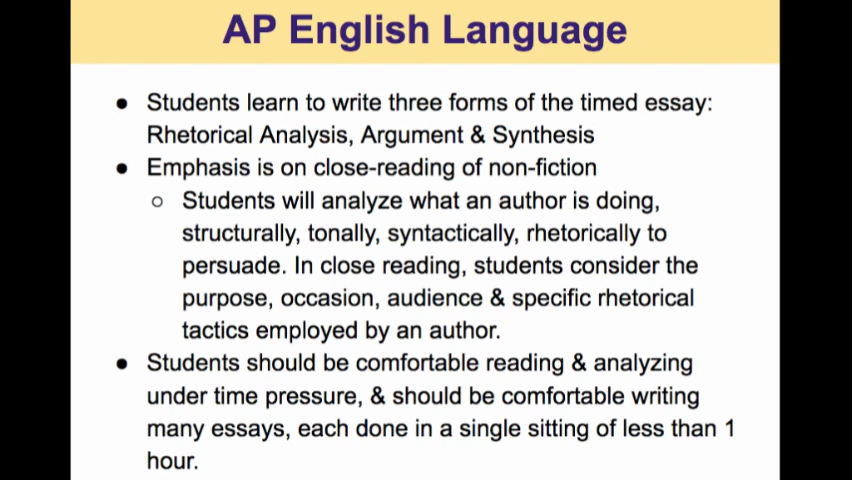 AP English Language
● Students learn to write three forms of the timed essay:
Rhetorical Analysis, Argument & Synthesis
● Emphasis is on close-reading of non-fiction
○ Students will analyze what an author is doing,
structurally, tonally, syntactically, rhetorically to
persuade. In close reading, students consider the
purpose, occasion, audience & specific rhetorical
tactics employed by an author.
● Students should be comfortable reading & analyzing
under time pressure, & should be comfortable writing
many essays, each done in a single sitting of less than 1
hour.